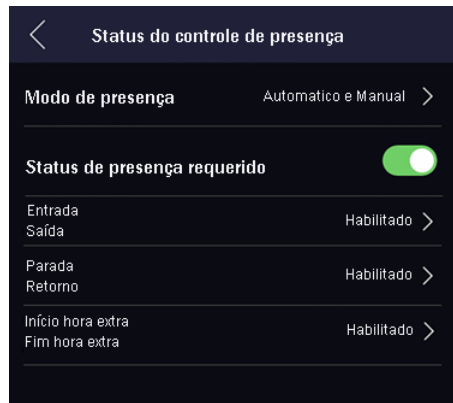 Status do controle de presença
Modo de presença Automatico e Manual
Status de presença requerido
Entrada
Saída
Habilitado
Parada
Retorno
Habilitado
Início hora extra
Fim hora extra
Habilitado